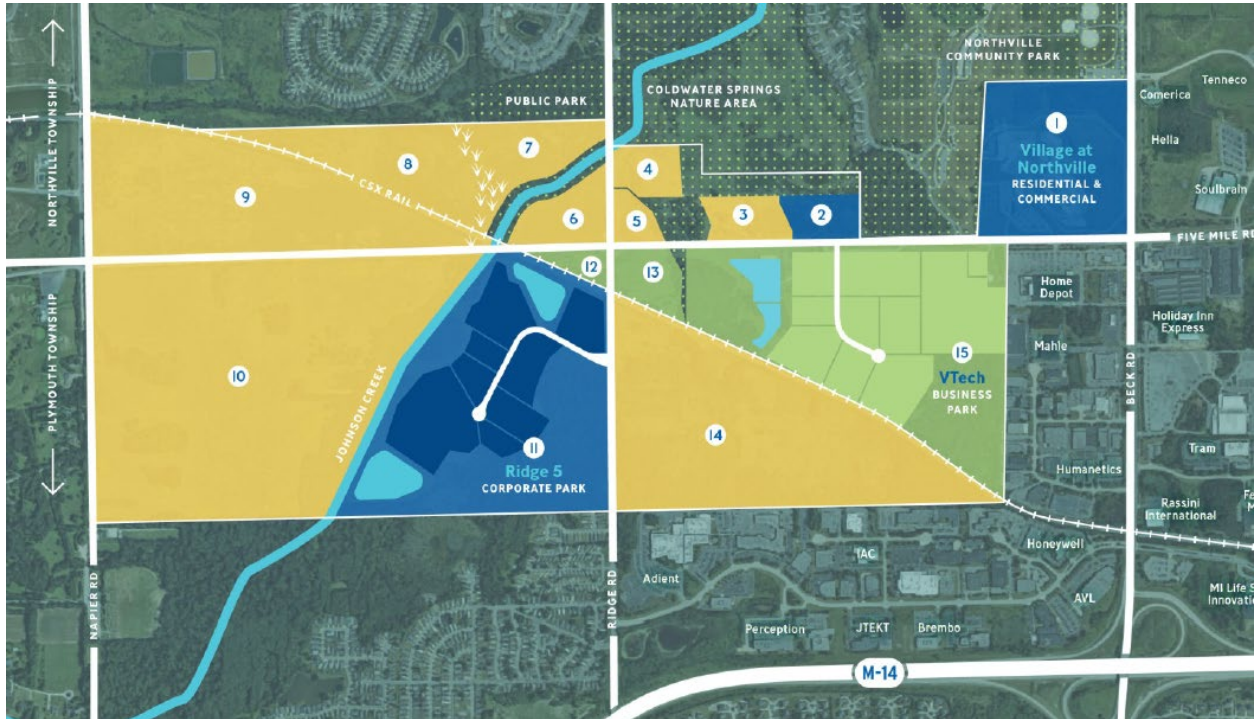 NORTHVILLE TOWNSHIP
PLYMOUTH TOWNSHIP
NORTHVILLE
COMMUNITY PARK
PUBLIC PARK
COLDWATER SPRINGS
NATURE AREA
1
Village at
Northville
RESIDENTIAL &
COMMERCIAL
Tenneco
Comerica
Hella
Soulbrain
7
8
9
CSX RAIL
4
6
5
3
2
FIVE MILE RD
12
13
Home
Depot
Holiday Inn
Express
Mahle
10
JOHNSON CREEK
15
VTech
BUSINESS
PARK
BECK RD
14
11
Ridge 5
CORPORATE PARK
Humanetics
Tram
Rassini
International
Honeywell
IAC
Adient
AVL
Perception
JTEKT
Brembo
NAPIER RD
RIDGE RD
M-14
MI Life S
Innovatio